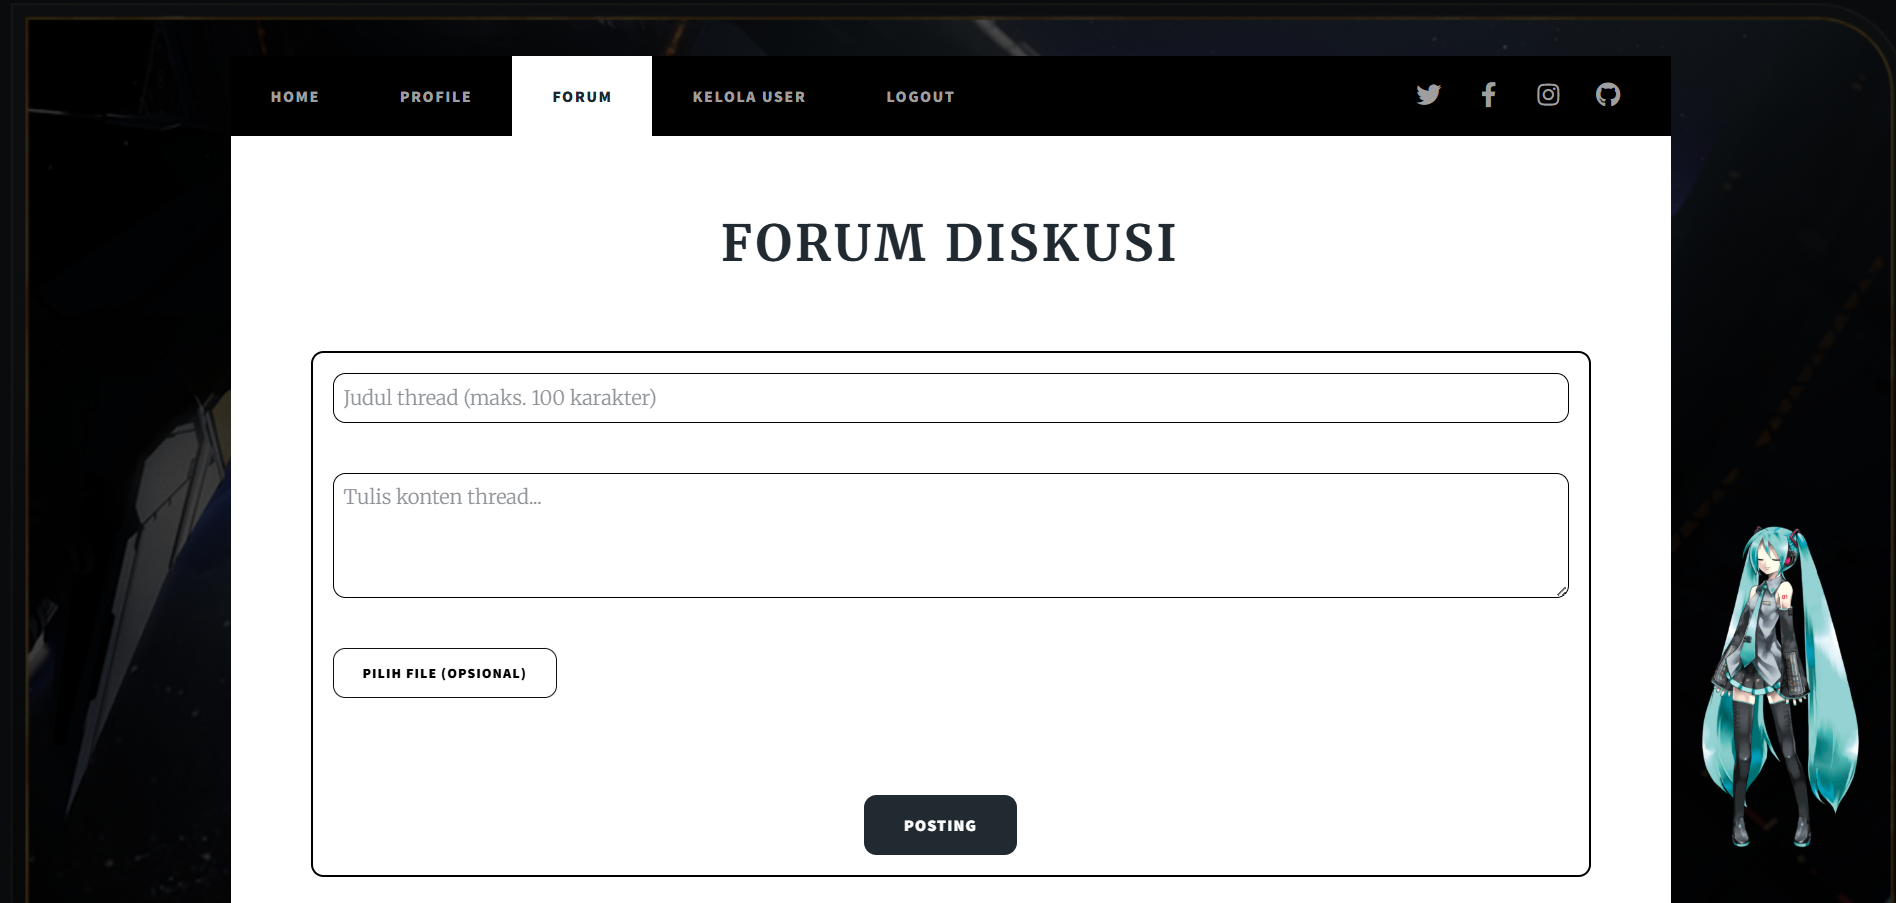 HOME PROFILE FORUM KELOLA USER LOGOUT
FORUM DISKUSI
Judul thread (maks. 100 karakter)
Tulis konten thread...
PILIH FILE (OPSIONAL)
POSTING